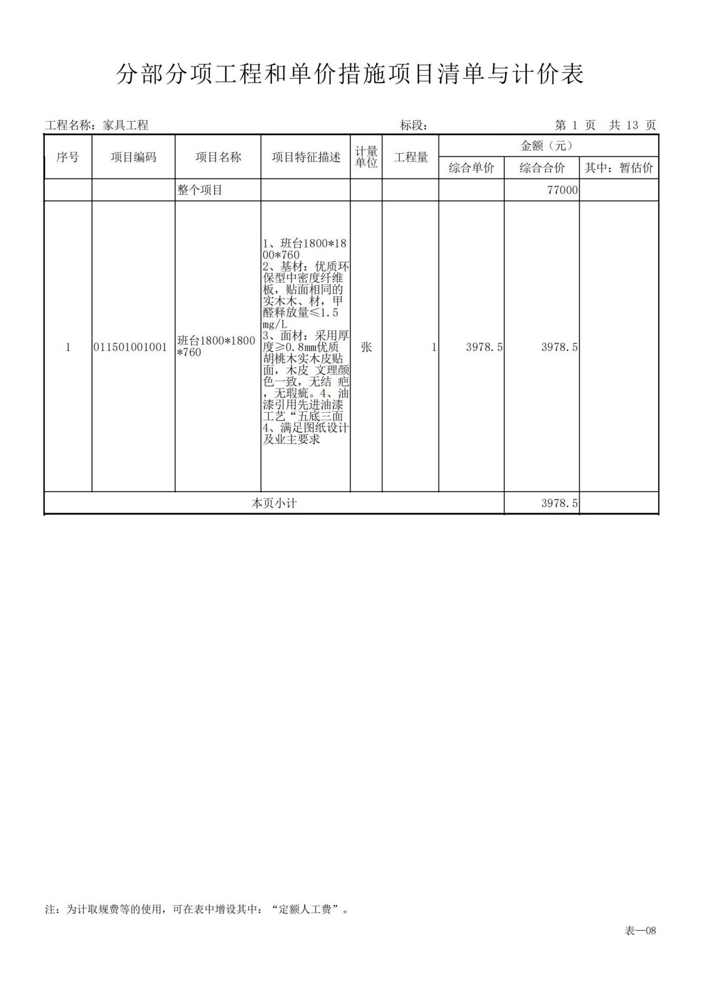 分部分项工程和单价措施项目清单与计价表
工程名称：家具工程 标段： 第 1 页 共 13 页
序号 项目编码 项目名称 项目特征描述 计量单位 工程量 金额（元）
综合单价 综合合价 其中：暂估价
整个项目 77000
1 011501001001 班台1800*1800
*760
1、班台1800*18
00*760
2、基材：优质环
保型中密度纤维
板，贴面相同的
实木木、材，甲
醛释放量≤1.5
mg/L
3、面材：采用厚
度≥0.8mm优质
胡桃木实木皮贴
面，木皮 文理颜
色一致，无结 疤
，无瑕疵。4、油
漆引用先进油漆
工艺“五底三面
4、满足图纸设计
及业主要求
张 1 3978.5 3978.5
本页小计 3978.5
注：为计取规费等的使用，可在表中增设其中：“定额人工费”。
表—08